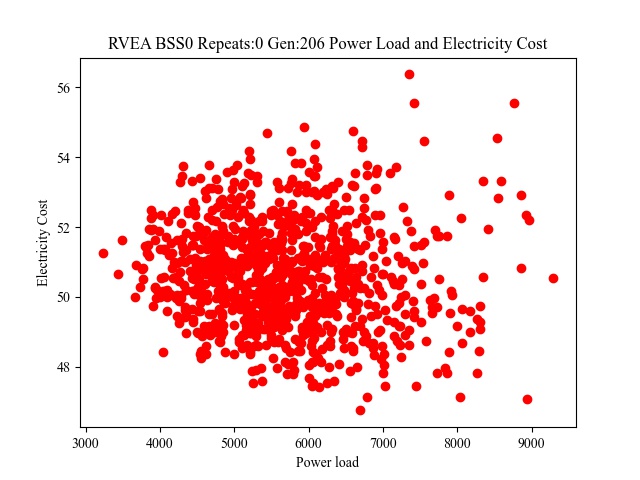 RVEA BSS0 Repeats:0 Gen:206 Power Load and Electricity Cost
Electricity Cost
56
54
52
50
48
3000 4000 5000 6000 7000 8000 9000
Power load